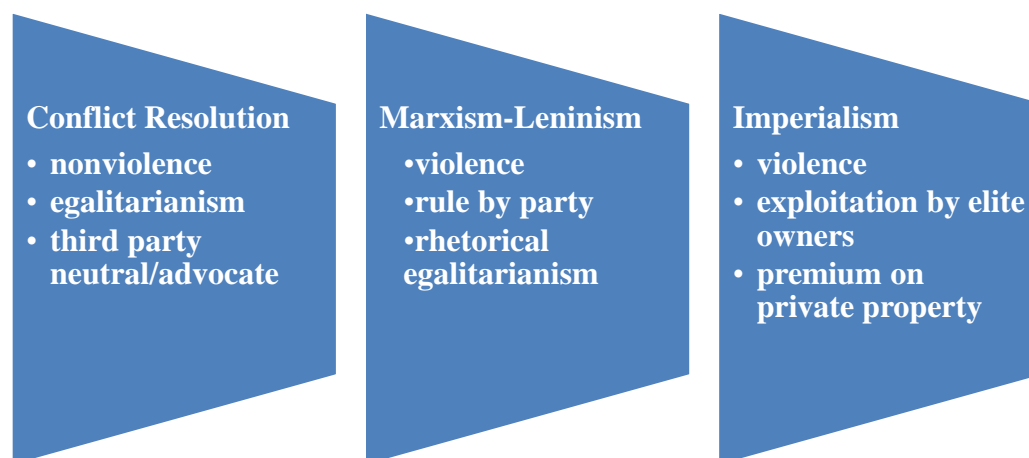 Conflict Resolution
• nonviolence
• egalitarianism
• third party
neutral/advocate
Marxism-Leninism
•violence
•rule by party
•rhetorical
egalitarianism
Imperialism
• violence
• exploitation by elite
owners
• premium on
private property